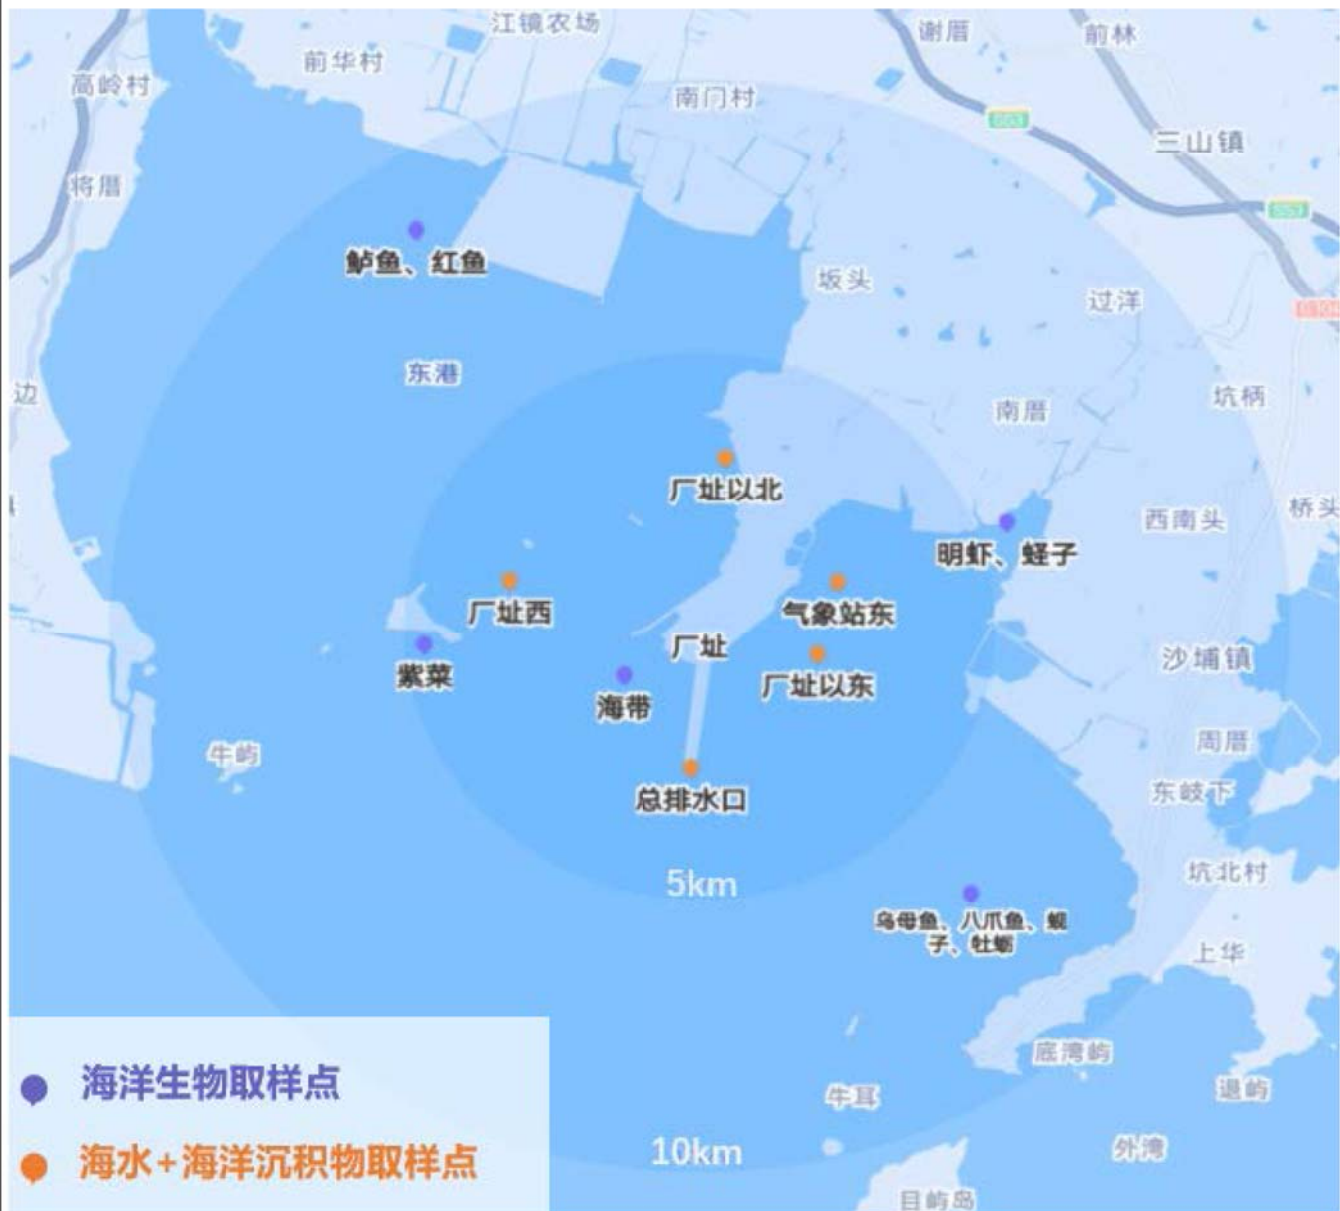 江镜农场
谢厝
前林
前华村
高岭村
南门村
S53
三山镇
将厝
S53
鲈鱼、红鱼
坂头
过洋
东港
边
坑柄
南厝
厂址以北
西南头
桥头
明虾、蛏子
厂址西
气象站东
厂址
沙埔镇
紫菜
厂址以东
海带
周厝
牛屿
东岐下
总排水口
坑北村
5km
乌母鱼、八爪鱼、蚬
子、牡蛎
上华
底湾屿
海洋生物取样点
牛耳
退屿
10km
外湾
海水+海洋沉积物取样点
目屿岛